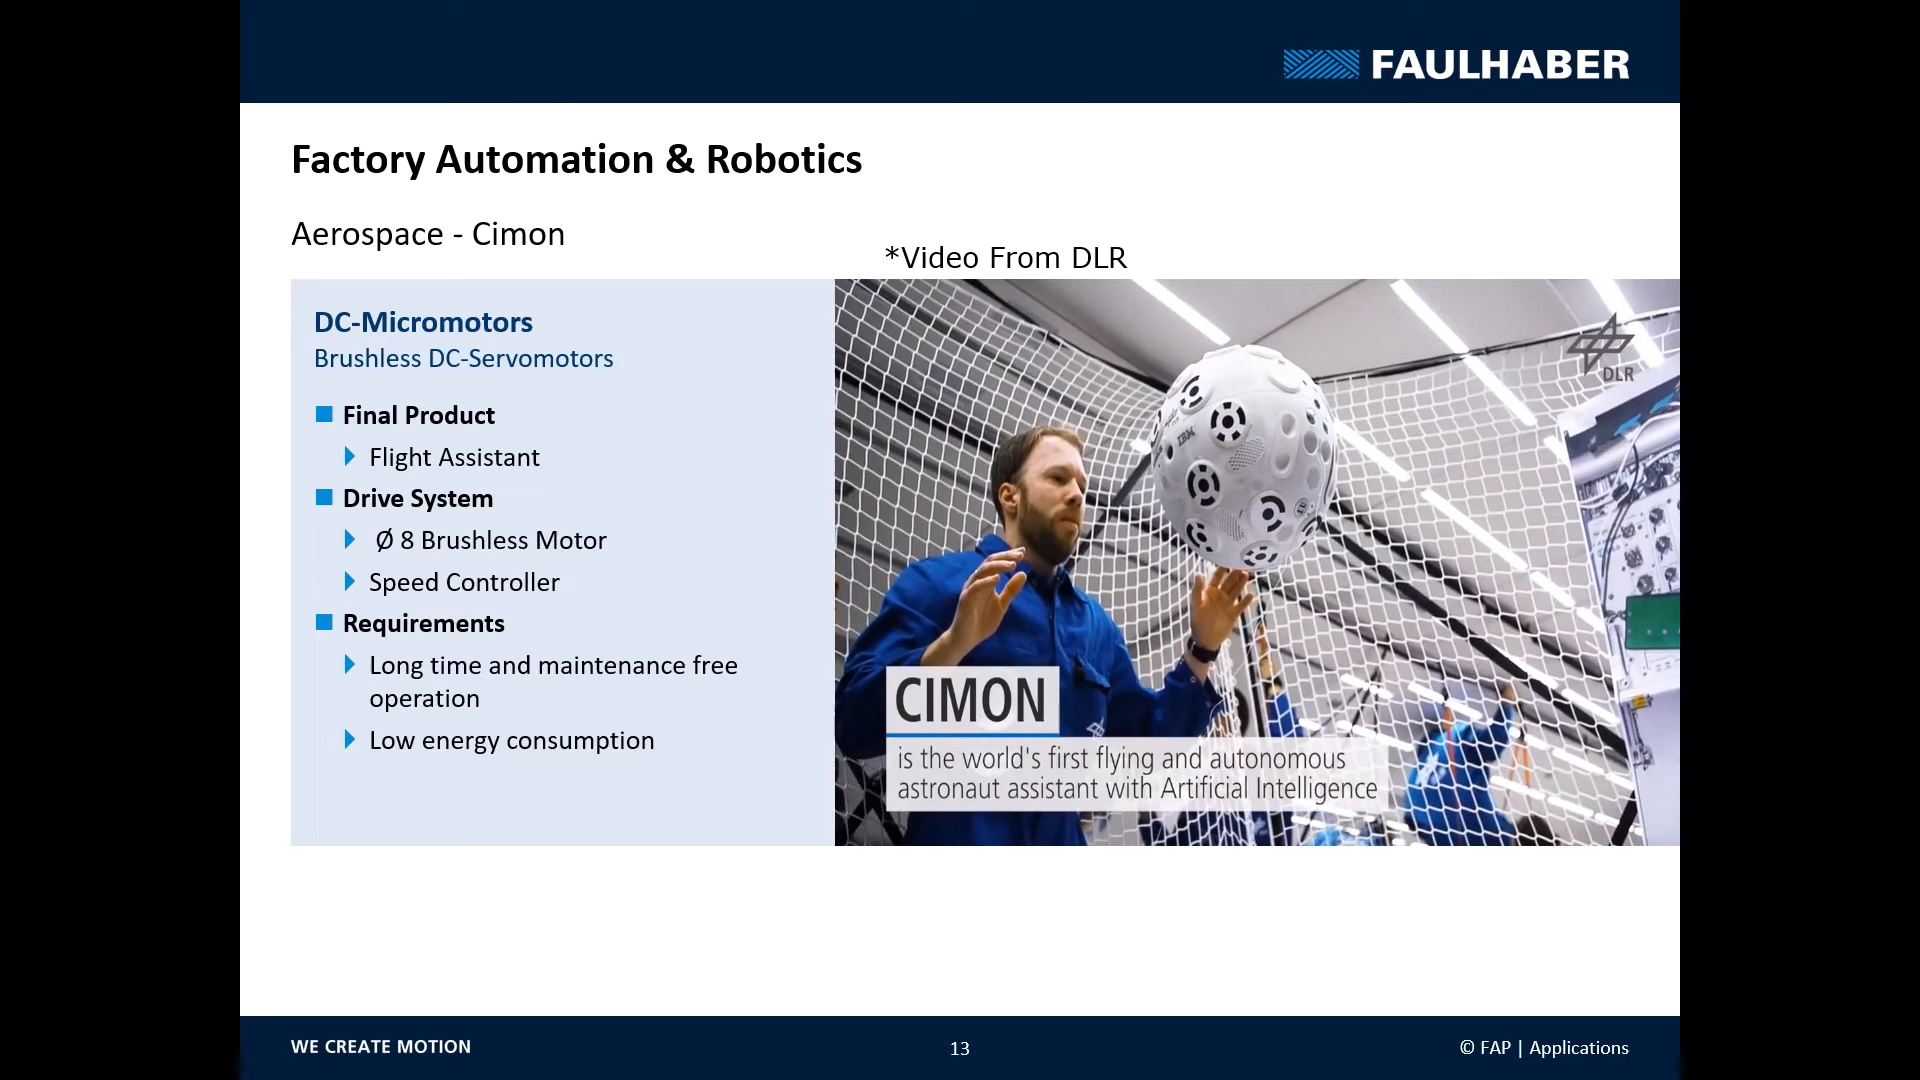 FAULHABER
Factory Automation & Robotics
Aerospace - Cimon
*Video From DLR
DC-Micromotors
Brushless DC-Servomotors
Final Product
Flight Assistant
Drive System
Ø 8 Brushless Motor
Speed Controller
Requirements
Long time and maintenance free
operation
Low energy consumption
DLR
IBM
CIMON
is the world's first flying and autonomous
astronaut assistant with Artificial Intelligence
WE CREATE MOTION
13
© FAP | Applications